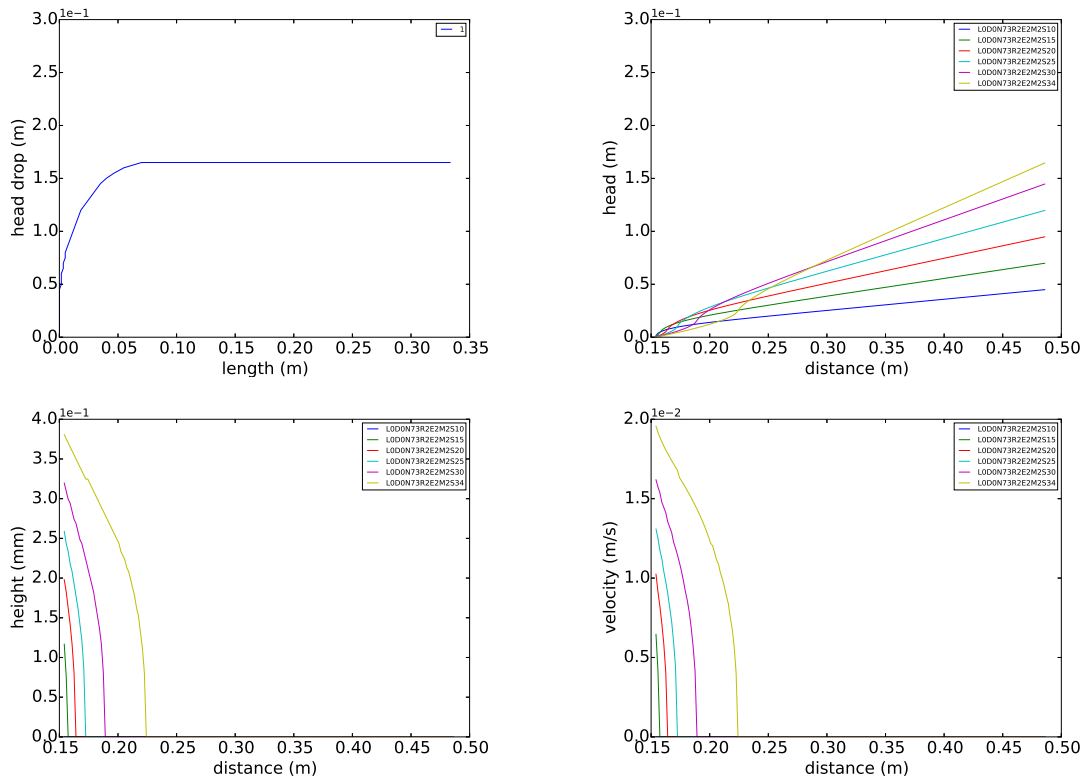 1e−1
3.0
2.5
2.0
1.5
1.0
0.5
0.0
head drop (m)
1
0.00 0.05 0.10 0.15 0.20 0.25 0.30 0.35
length (m)
1e−1
3.0
2.5
2.0
1.5
1.0
0.5
0.0
head (m)
L0D0N73R2E2M2S10
L0D0N73R2E2M2S15
L0D0N73R2E2M2S20
L0D0N73R2E2M2S25
L0D0N73R2E2M2S30
L0D0N73R2E2M2S34
0.15 0.20 0.25 0.30 0.35 0.40 0.45 0.50
distance (m)
1e−1
4.0
3.5
3.0
2.5
2.0
1.5
1.0
0.5
0.0
height (mm)
L0D0N73R2E2M2S10
L0D0N73R2E2M2S15
L0D0N73R2E2M2S20
L0D0N73R2E2M2S25
L0D0N73R2E2M2S30
L0D0N73R2E2M2S34
0.15 0.20 0.25 0.30 0.35 0.40 0.45 0.50
distance (m)
1e−2
2.0
1.5
1.0
0.5
0.0
velocity (m/s)
L0D0N73R2E2M2S10
L0D0N73R2E2M2S15
L0D0N73R2E2M2S20
L0D0N73R2E2M2S25
L0D0N73R2E2M2S30
L0D0N73R2E2M2S34
0.15 0.20 0.25 0.30 0.35 0.40 0.45 0.50
distance (m)